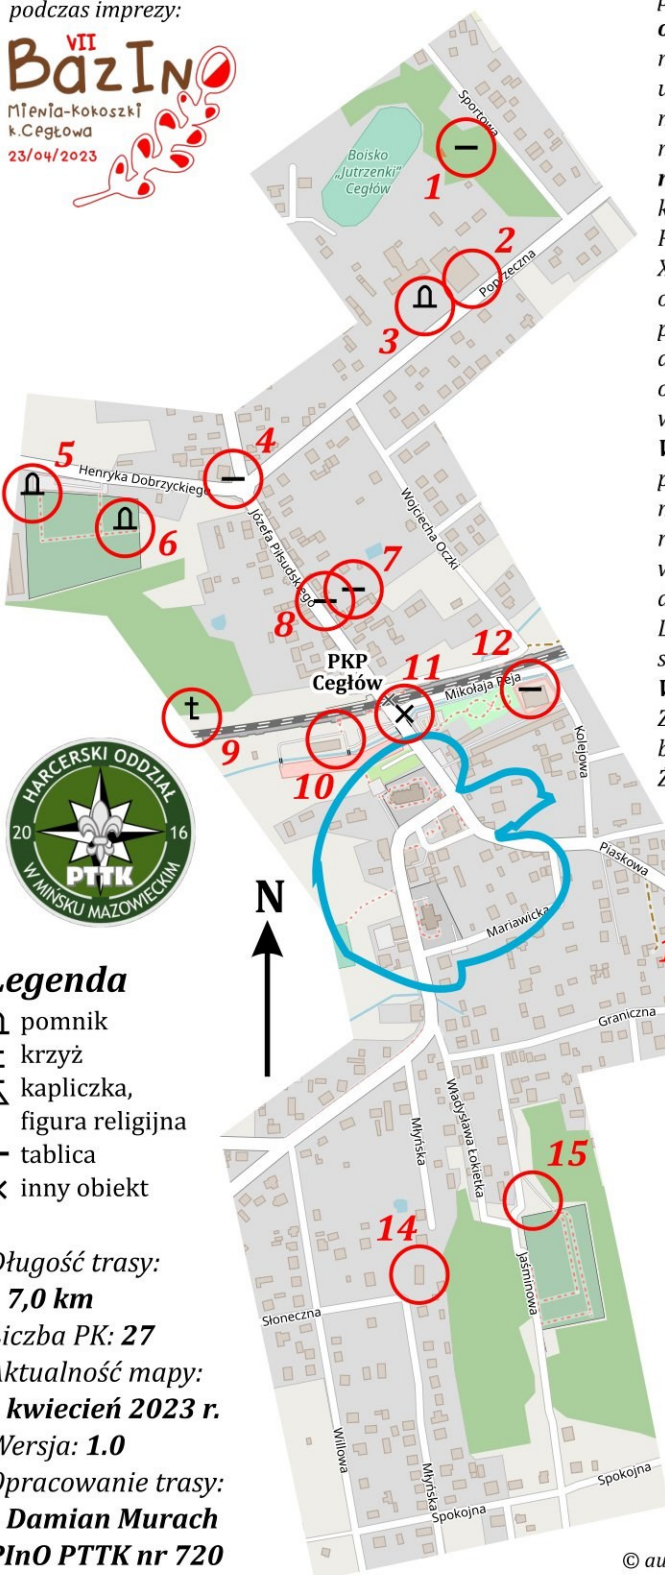 podczas imprezy:
VII
BazInO
Mienia-Kokoszki
k.Cegłowa
23/04/2023
Sportowa
Boisko
„Jutrzenki"
Cegłów
1
2
Poprzeczna
3
4
5
Henryka Dobrzyckiego
6
Józefa Piłsudskiego
Wojciecha Oczki
7
8
PKP
Cegłów
11
12
Mikołaja Reja
9
10
Kolejowa
HARCERSKI ODDZIAŁ
20 16
PTTK
W MIŃSKU MAZOWIECKIM
Piaskowa
N
Mariawicka
Graniczna
Legenda
pomnik
krzyż
kapliczka,
figura religijna
tablica
inny obiekt
Młyńska
Władysława Łokietka
15
14
Jaśminowa
Słoneczna
Długość trasy:
7,0 km
Liczba PK: 27
Aktualność mapy:
kwiecień 2023 r.
Wersja: 1.0
Opracowanie trasy:
Damian Murach
PInO PTTK nr 720
Willowa
Młyńska
Spokojna
Spokojna
© au